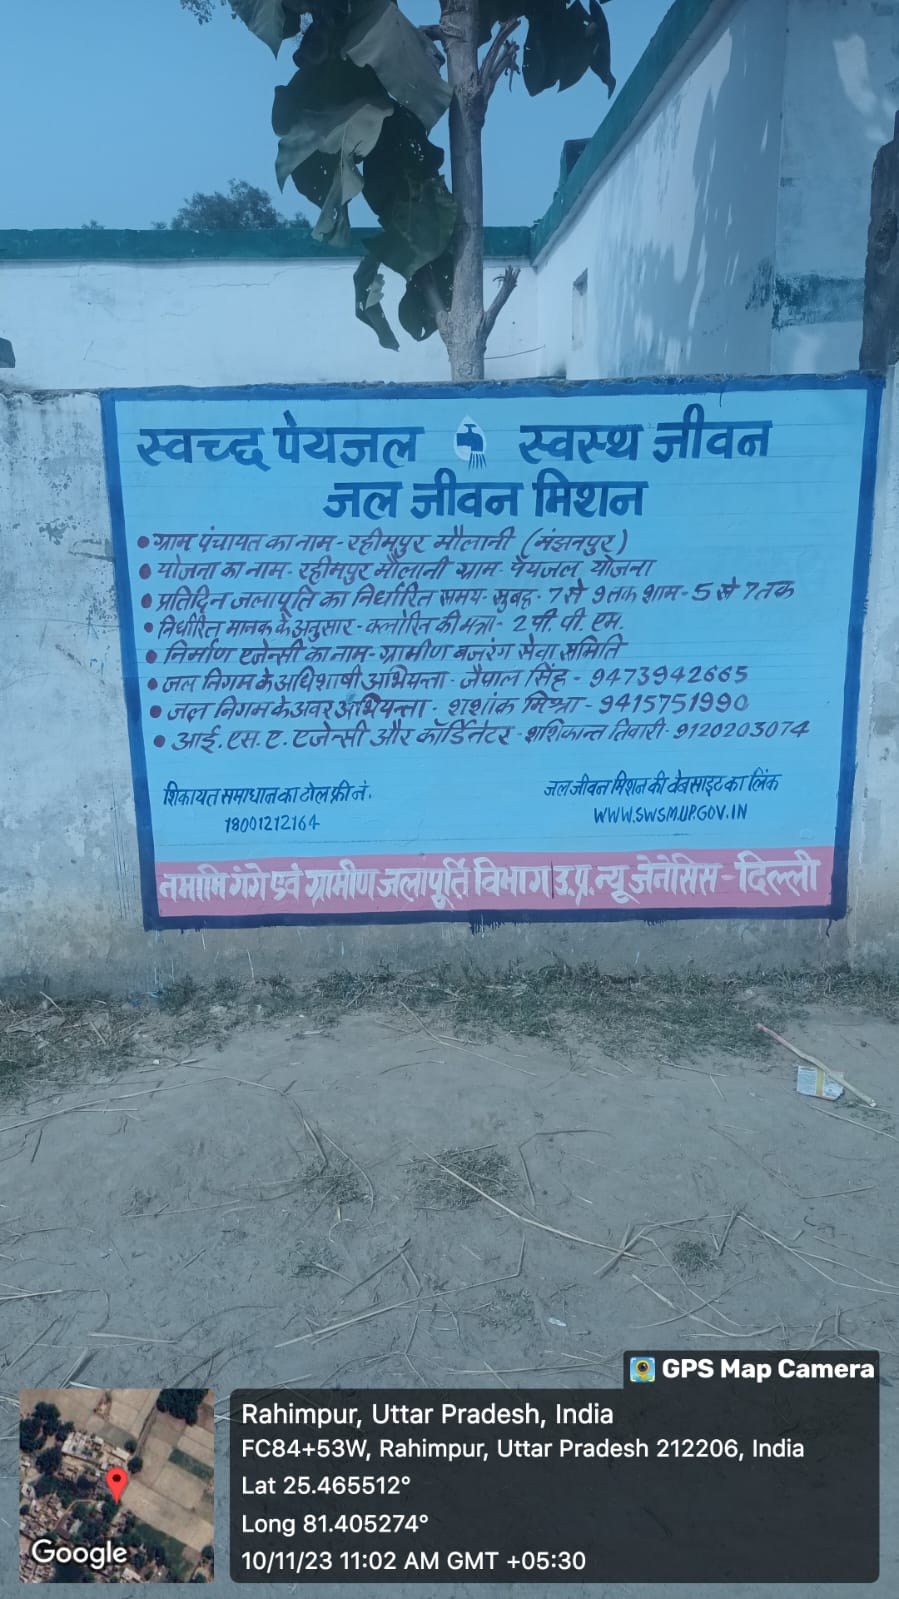 स्वच्छ पेयजल स्वस्थ जीवन
जल जीवन मिशन
• ग्राम पंचायत का नाम - रहीमपुर मौलानी (मंझनपुर)
• योजना का नाम - रहीमपुर मौलानी ग्राम - पेयजल योजना
• प्रतिदिन जलापूर्ति का निर्धारित समय - सुबह - 7 से 9 तक शाम - 5 से 7 तक
• निर्धारित मानक के अनुसार - क्लोरिन की मत्रा - 2 पी. पी. एम.
• निर्माण एजेन्सी का नाम - ग्रामीण बजरंग सेवा समिति
• जल निगम के अधिशाषी अभियन्ता - जैपाल सिंह - 9473942665
• जल निगम के अवर अभियन्ता - शशांक मिश्रा - 9415751990
• आई. एस. ए. एजेन्सी और कॉर्डिनेटर - शशिकान्त तिवारी - 9120203074
शिकायत समाधान का टोल फ्री नं.
18001212164
जल जीवन मिशन की वेबसाइट का लिंक
WWW.SWSM.UP.GOV.IN
नमामि गंगे एवं ग्रामीण जलापूर्ति विभाग उ.प्र. न्यू जेनेसिस - दिल्ली
GPS Map Camera
Rahimpur, Uttar Pradesh, India
FC84+53W, Rahimpur, Uttar Pradesh 212206, India
Lat 25.465512°
Long 81.405274°
10/11/23 11:02 AM GMT +05:30
Google